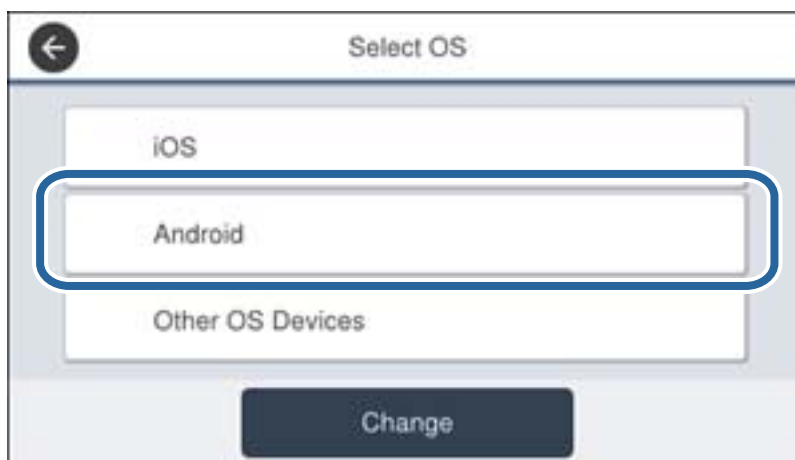 Select OS
iOS
Android
Other OS Devices
Change